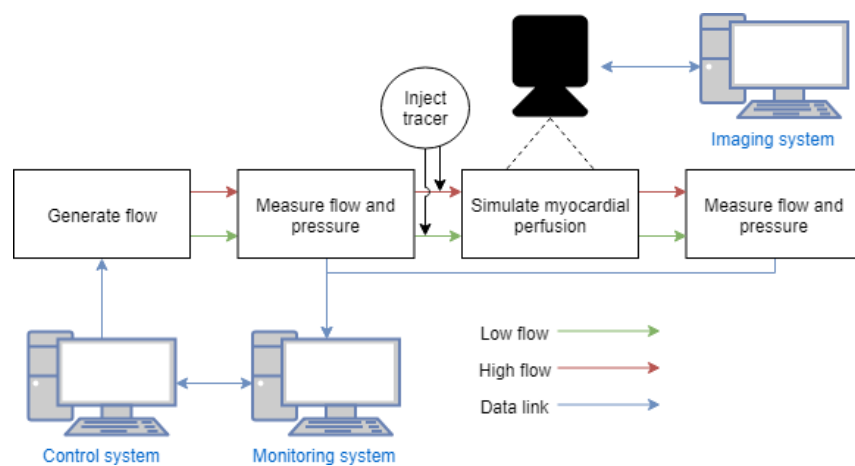 Inject
tracer
Imaging system
Generate flow
Measure flow and
pressure
Simulate myocardial
perfusion
Measure flow and
pressure
Low flow
High flow
Data link
Control system
Monitoring system